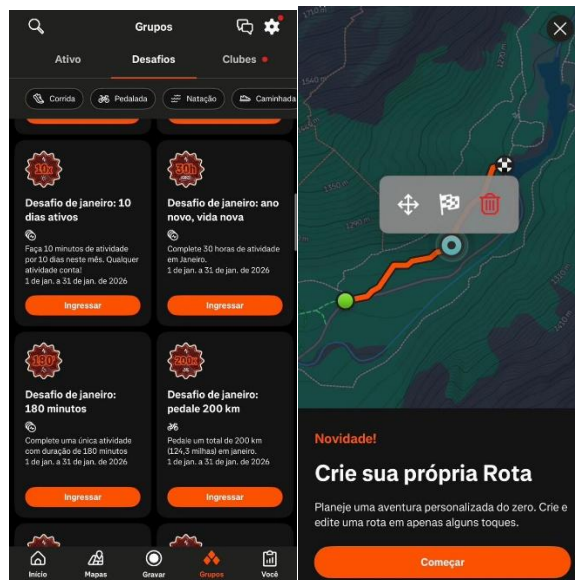 Grupos
Ativo
Desafios
Clubes
Corrida
Pedalada
Natação
Caminhada
10x
Desafio de janeiro: 10
dias ativos
Faça 10 minutos de atividade
por 10 dias neste mês. Qualquer
atividade conta!
1 de jan. a 31 de jan. de 2026
Ingressar
30h
Desafio de janeiro: ano
novo, vida nova
Complete 30 horas de atividade
em Janeiro.
1 de jan. a 31 de jan. de 2026
Ingressar
180'
Desafio de janeiro:
180 minutos
Complete uma única atividade
com duração de 180 minutos
1 de jan. a 31 de jan. de 2026
Ingressar
200K
Desafio de janeiro:
pedale 200 km
Pedale um total de 200 km
(124,3 milhas) em janeiro.
1 de jan. a 31 de jan. de 2026
Ingressar
Início
Mapas
Gravar
Grupos
Você
1270 m
1350 m
1290 m
Novidade!
Crie sua própria Rota
Planeje uma aventura personalizada do zero. Crie e
edite uma rota em apenas alguns toques.
Começar